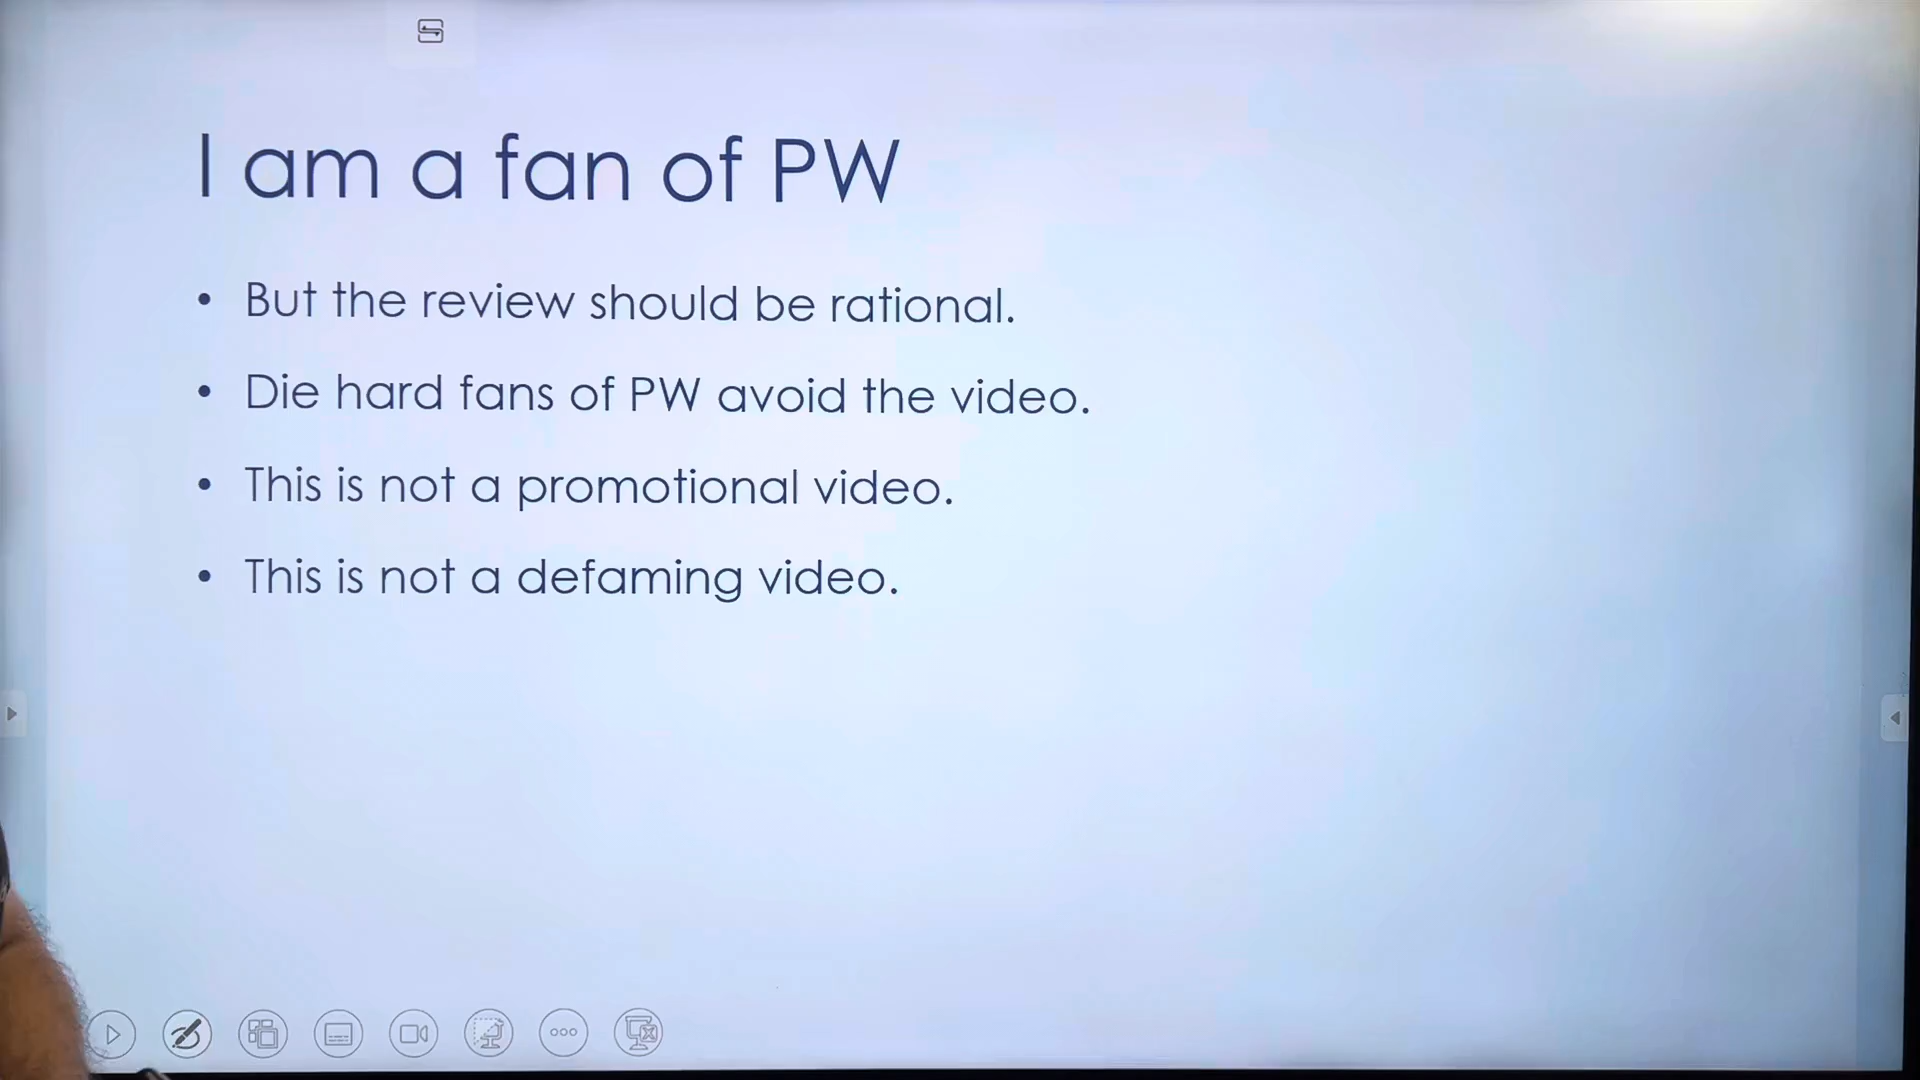 I am a fan of PW
• But the review should be rational.
• Die hard fans of PW avoid the video.
• This is not a promotional video.
• This is not a defaming video.